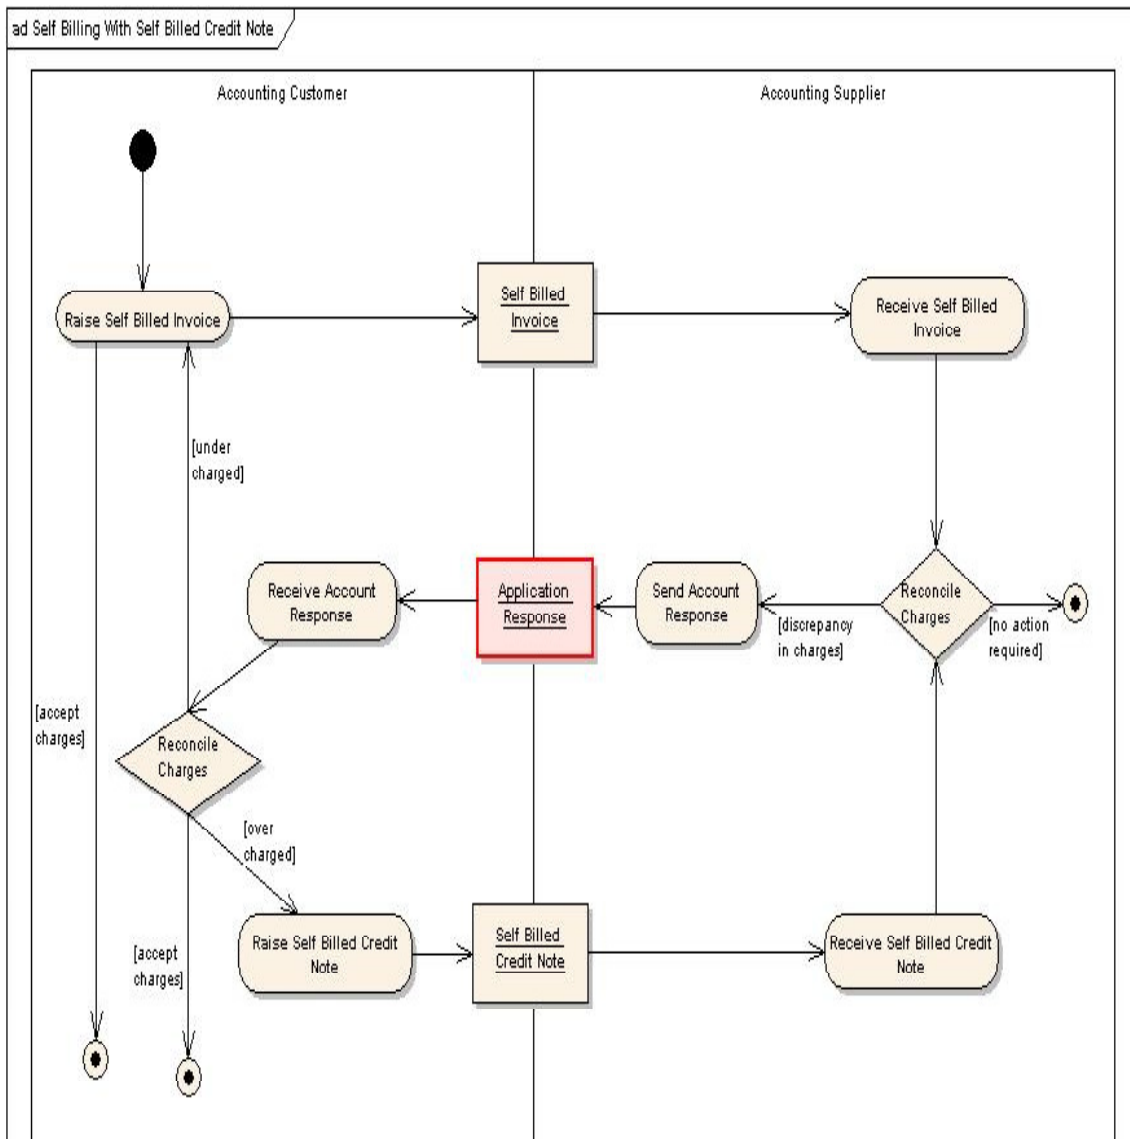 ad Self Billing With Self Billed Credit Note
Accounting Customer
Accounting Supplier
Raise Self Billed Invoice
Self Billed
Invoice
Receive Self Billed
Invoice
[under
charged]
Receive Account
Response
Application
Response
Send Account
Response
[discrepancy
in charges]
Reconcile
Charges
[no action
required]
[accept
charges]
Reconcile
Charges
[over
charged]
[accept
charges]
Raise Self Billed Credit
Note
Self Billed
Credit Note
Receive Self Billed Credit
Note